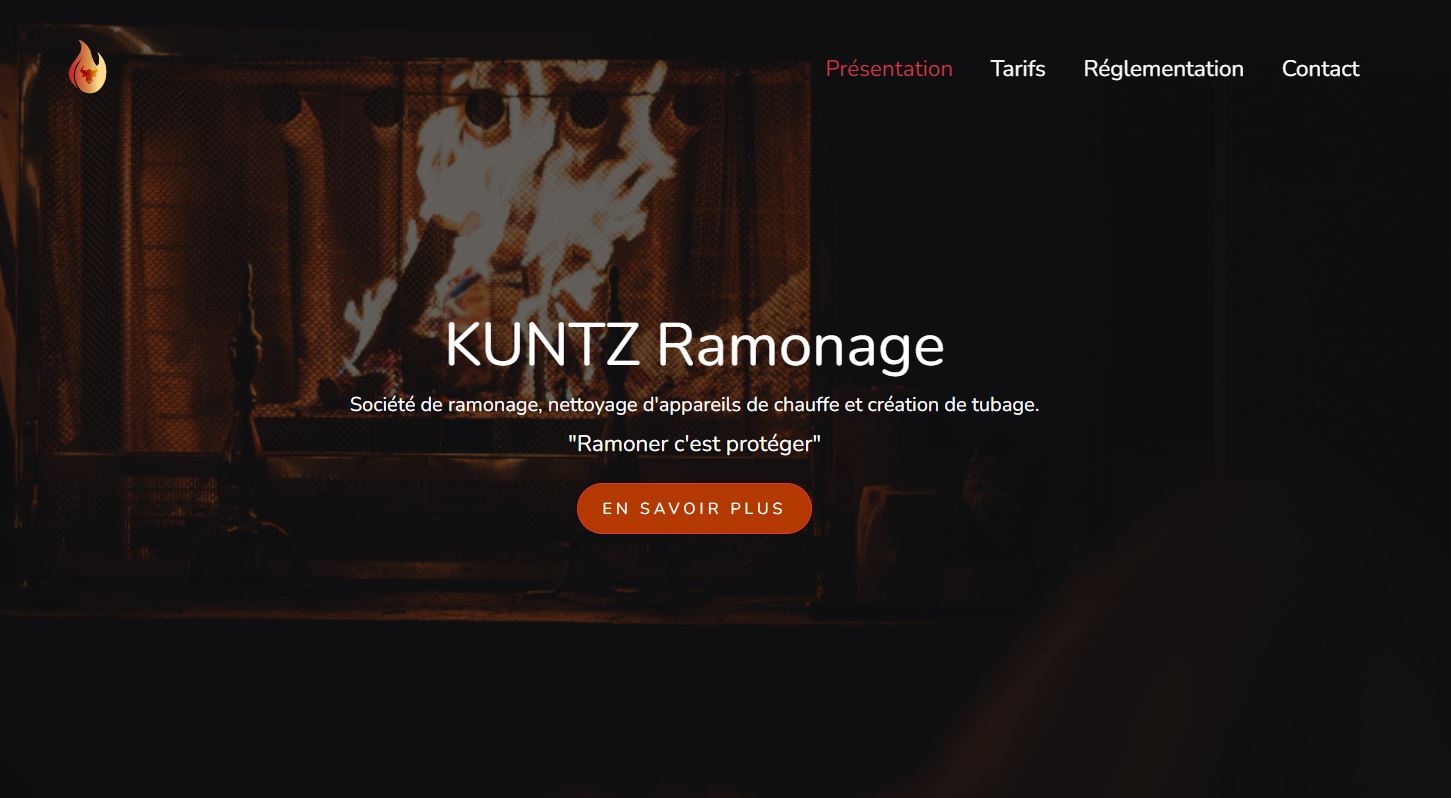 Présentation Tarifs Réglementation Contact
KUNTZ Ramonage
Société de ramonage, nettoyage d'appareils de chauffe et création de tubage.
"Ramoner c'est protéger"
EN SAVOIR PLUS